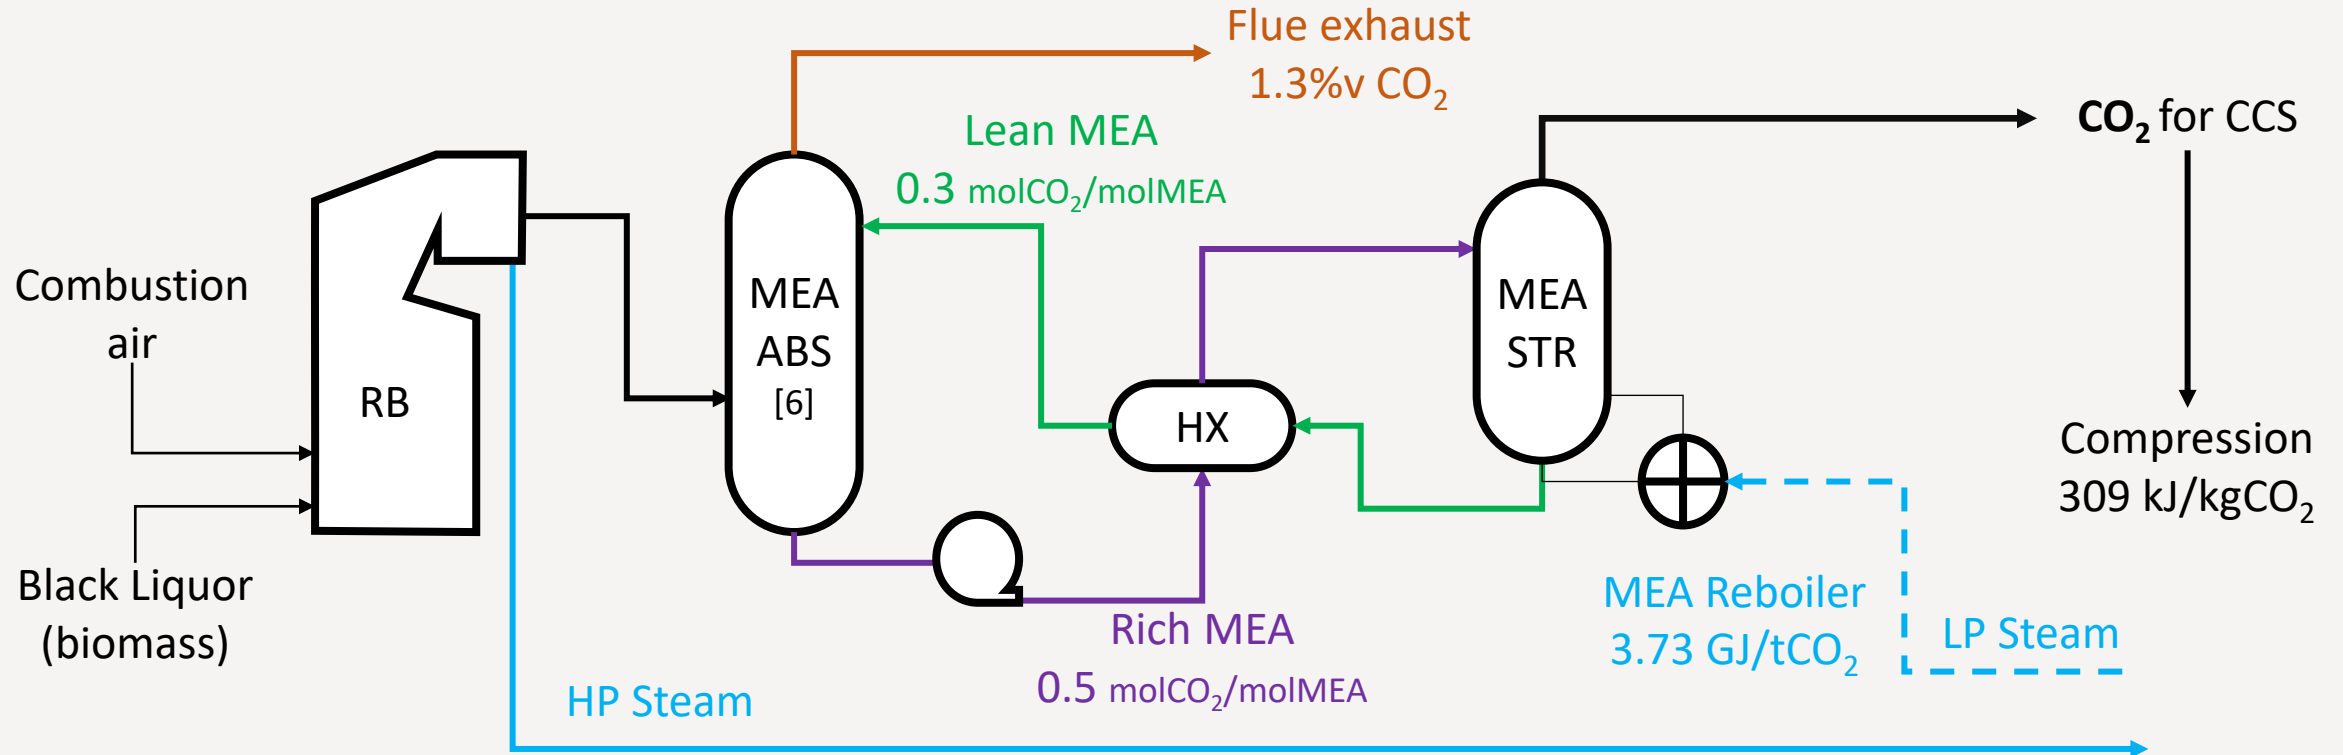 Flue exhaust
1.3%v CO₂
Lean MEA
0.3 molCO₂/molMEA
CO₂ for CCS
Combustion
air
RB
MEA
ABS
[6]
HX
MEA
STR
Compression
309 kJ/kgCO₂
Black Liquor
(biomass)
MEA Reboiler
3.73 GJ/tCO₂
LP Steam
Rich MEA
0.5 molCO₂/molMEA
HP Steam